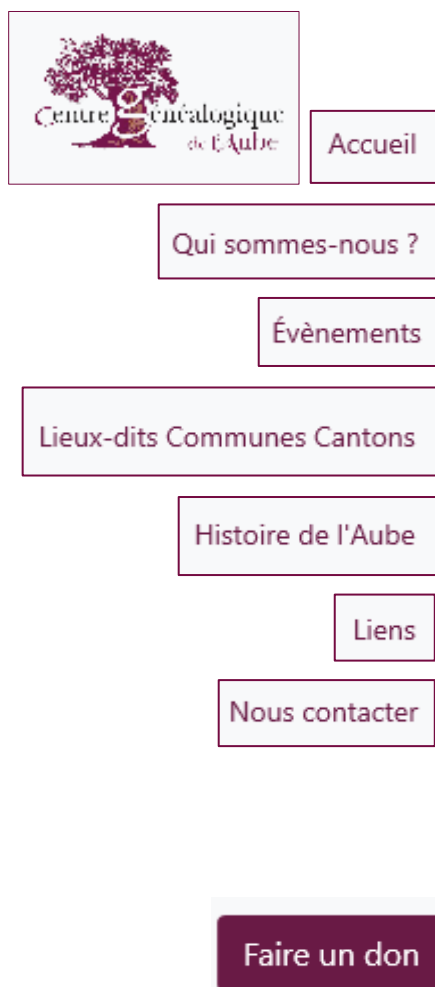 Centre généalogique
de l'Aube
Accueil
Qui sommes-nous ?
Évènements
Lieux-dits Communes Cantons
Histoire de l'Aube
Liens
Nous contacter
Faire un don